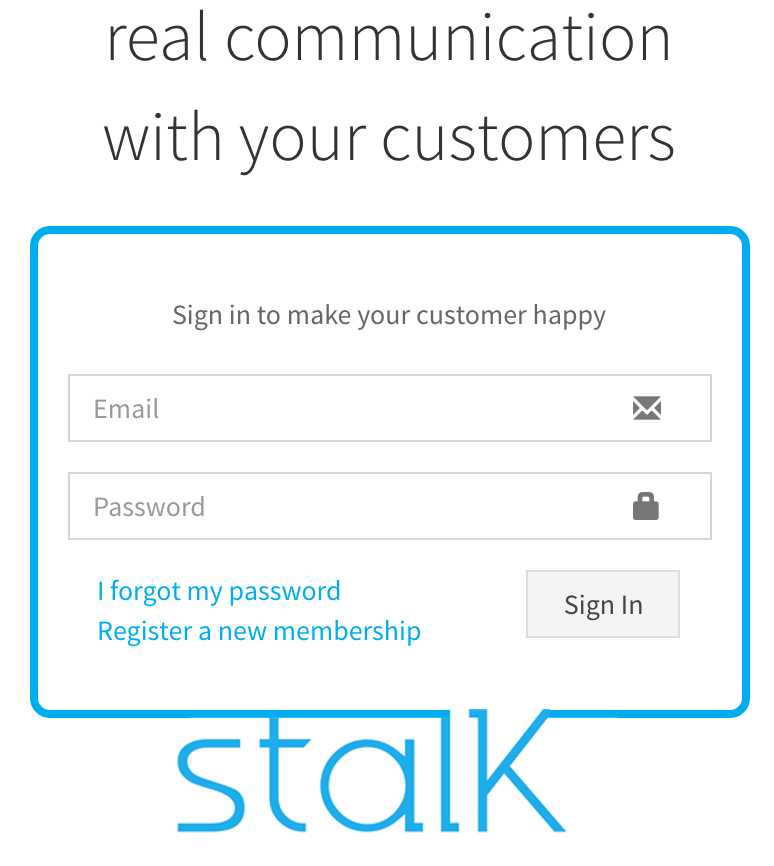 real communication
with your customers
Sign in to make your customer happy
Email
Password
I forgot my password
Sign In
Register a new membership
stalk